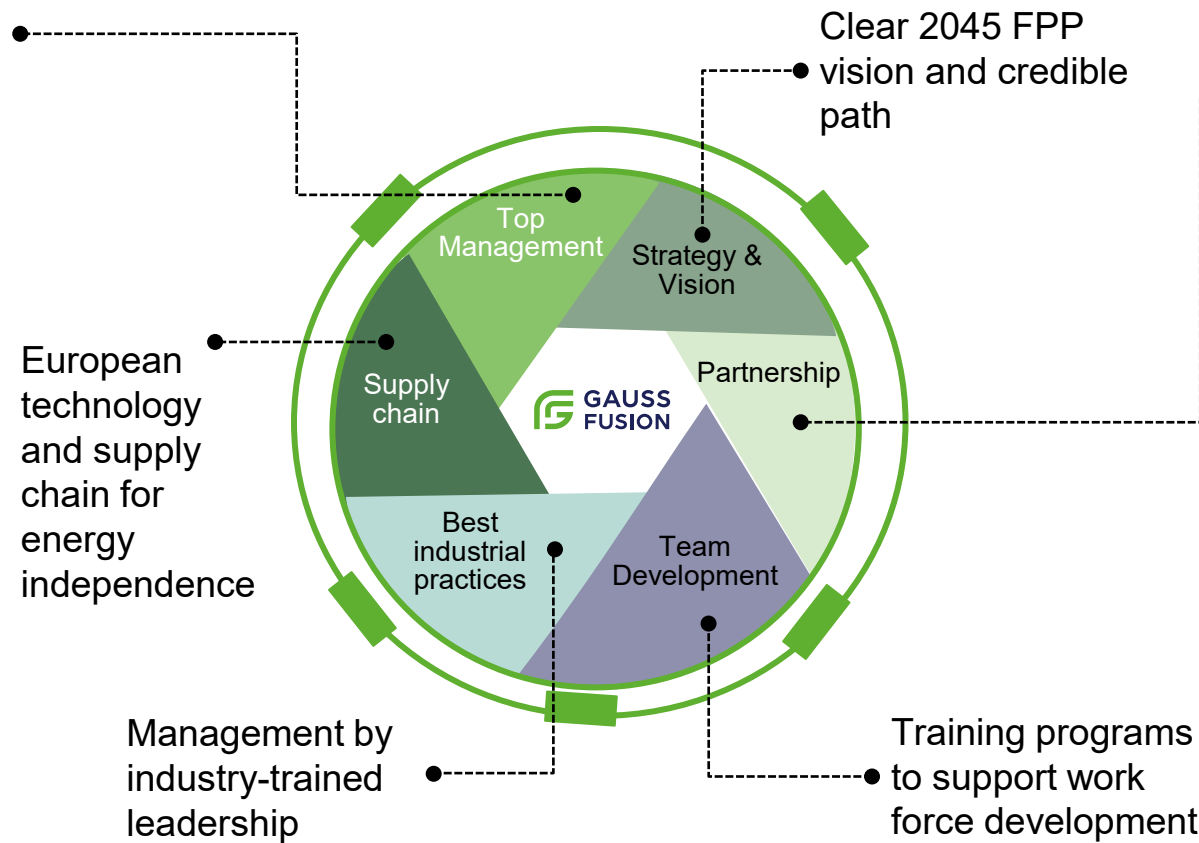 Clear 2045 FPP
vision and credible
path
Top
Management
Strategy &
Vision
Partnership
European
technology
and supply
chain for
energy
independence
Supply
chain
GAUSS
FUSION
Best
industrial
practices
Team
Development
Management by
industry-trained
leadership
Training programs
to support work
force development